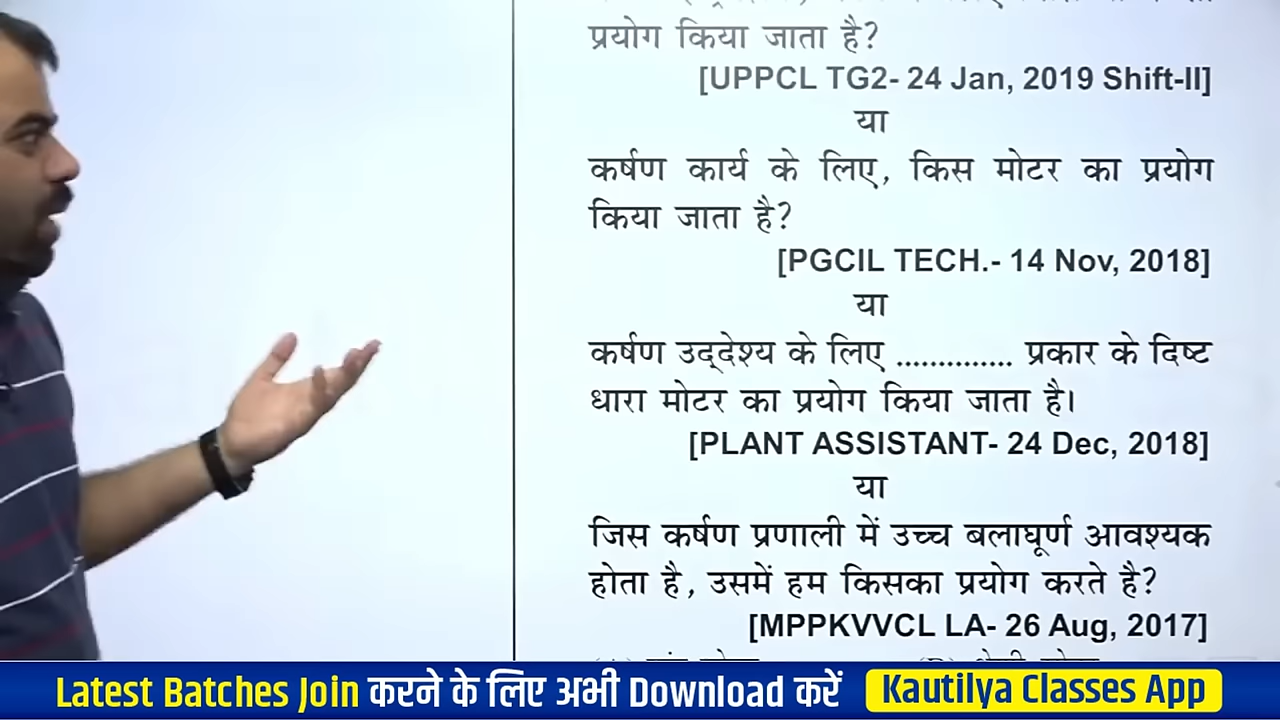 प्रयोग किया जाता है?
[UPPCL TG2- 24 Jan, 2019 Shift-II]
या
कर्षण कार्य के लिए, किस मोटर का प्रयोग
किया जाता है?
[PGCIL TECH.- 14 Nov, 2018]
या
कर्षण उद्देश्य के लिए .............. प्रकार के दिष्ट
धारा मोटर का प्रयोग किया जाता है।
[PLANT ASSISTANT- 24 Dec, 2018]
या
जिस कर्षण प्रणाली में उच्च बलाघूर्ण आवश्यक
होता है, उसमें हम किसका प्रयोग करते है?
[MPPKVVCL LA- 26 Aug, 2017]
Latest Batches Join करने के लिए अभी Download करें Kautilya Classes App